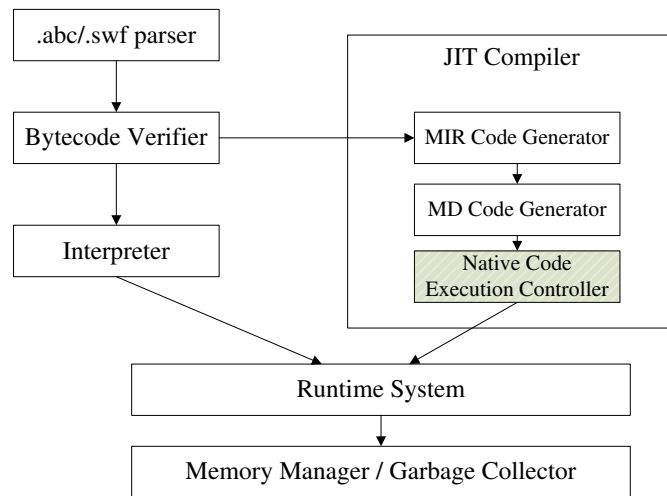 .abc/.swf parser
JIT Compiler
Bytecode Verifier
MIR Code Generator
MD Code Generator
Interpreter
Native Code
Execution Controller
Runtime System
Memory Manager / Garbage Collector